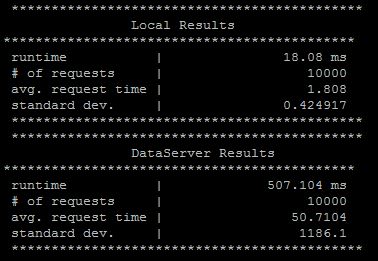 ********************************************
Local Results
********************************************
runtime | 18.08 ms
# of requests | 10000
avg. request time | 1.808
standard dev. | 0.424917
********************************************
********************************************
DataServer Results
********************************************
runtime | 507.104 ms
# of requests | 10000
avg. request time | 50.7104
standard dev. | 1186.1
********************************************